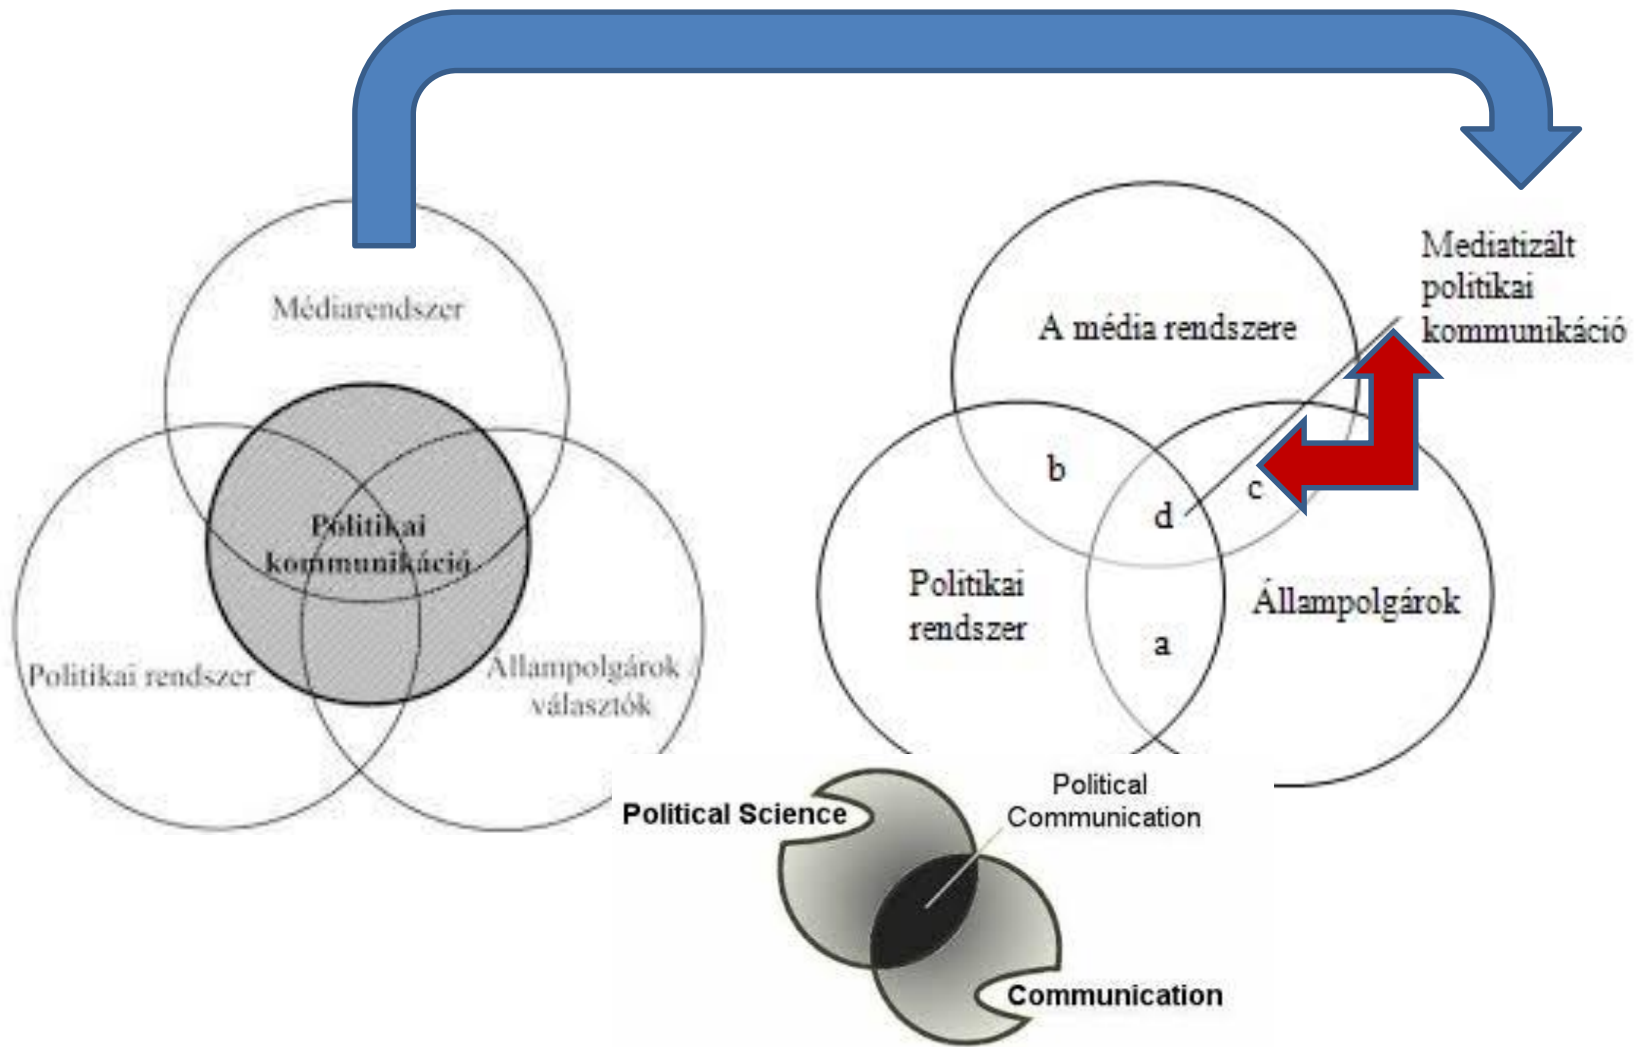 Médiarendszer
Politikai
kommunikáció
Politikai rendszer
Állampolgárok
választók
A média rendszere
Mediatizált
politikai
kommunikáció
b
c
d
Politikai
rendszer
Állampolgárok
a
Political Science
Political
Communication
Communication